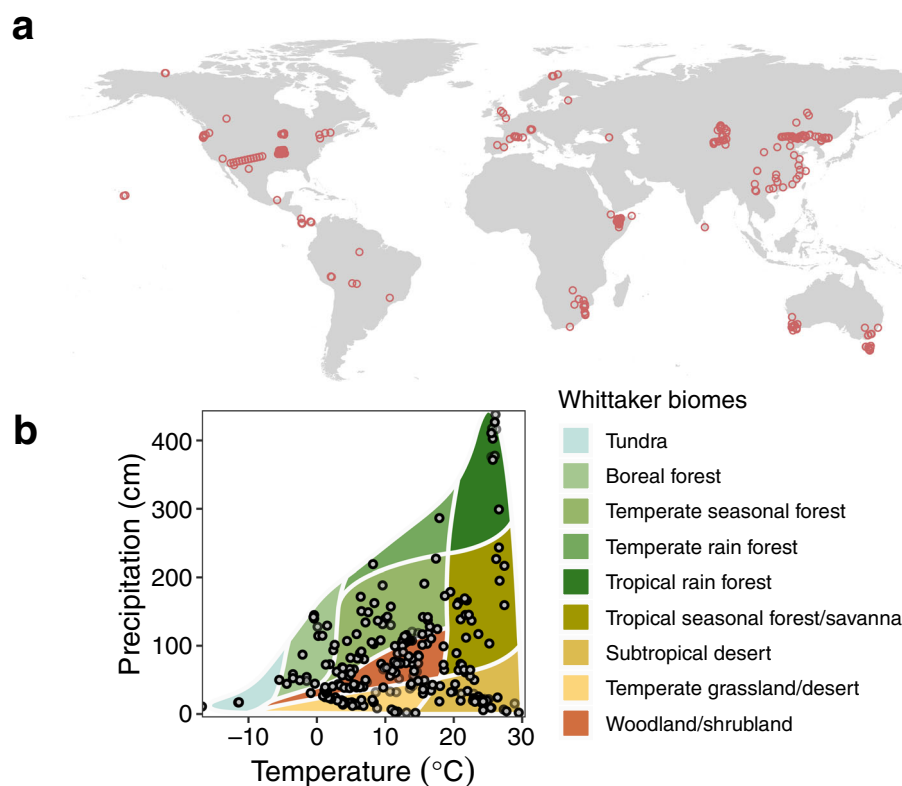 a
b
Precipitation (cm)
400
300
200
100
0
−10
0
10
20
30
Temperature (°C)
Whittaker biomes
Tundra
Boreal forest
Temperate seasonal forest
Temperate rain forest
Tropical rain forest
Tropical seasonal forest/savanna
Subtropical desert
Temperate grassland/desert
Woodland/shrubland